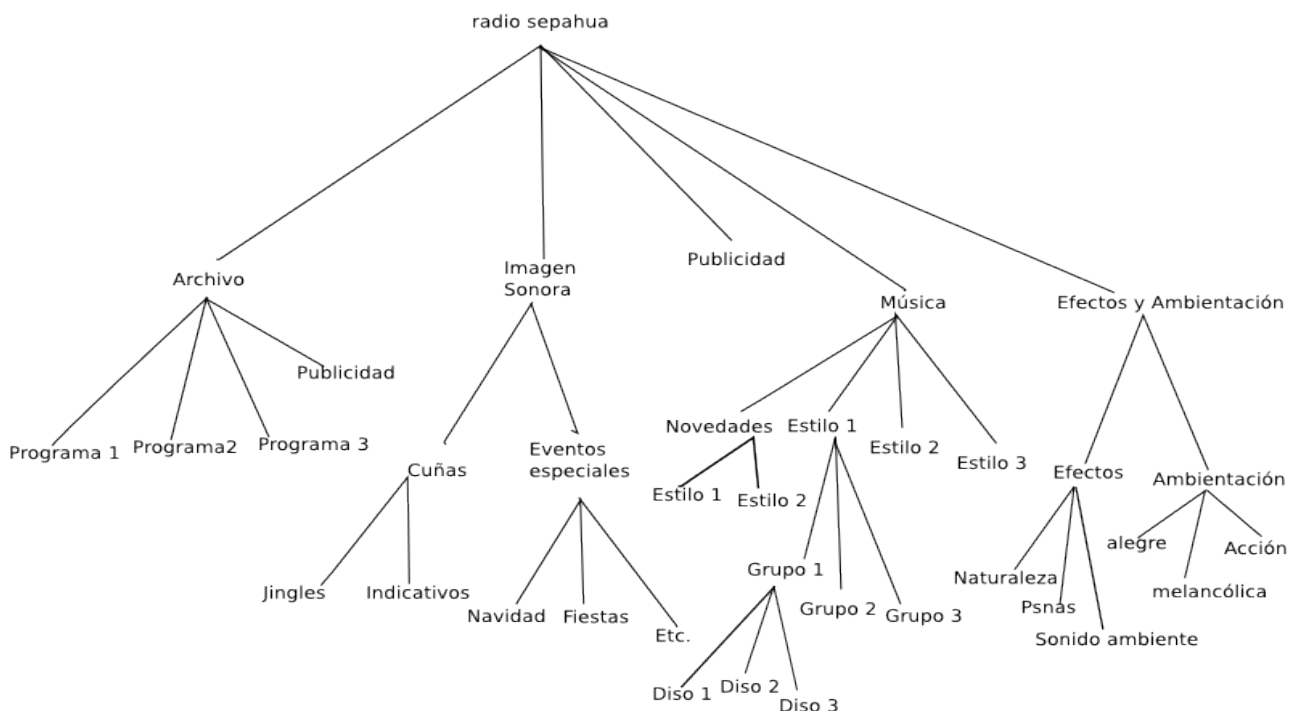 radio sepahua
Archivo
Imagen
Sonora
Publicidad
Música
Efectos y Ambientación
Programa 1
Programa2
Programa 3
Publicidad
Cuñas
Eventos
especiales
Novedades
Estilo 1
Estilo 2
Estilo 3
Efectos
Ambientación
Jingles
Indicativos
Navidad
Fiestas
Etc.
Estilo 1
Estilo 2
Grupo 1
Grupo 2
Grupo 3
Naturaleza
Psnas
Sonido ambiente
alegre
melancólica
Acción
Diso 1
Diso 2
Diso 3